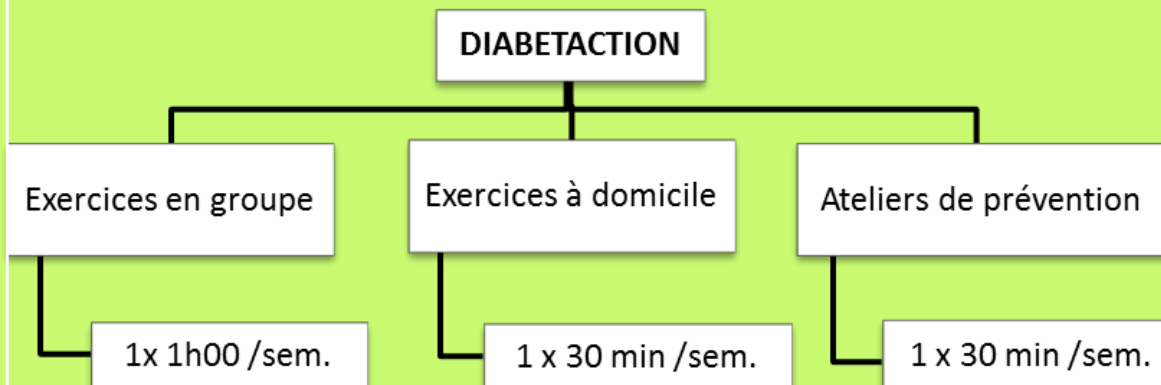 DIABETACTION
Exercices en groupe
Exercices à domicile
Ateliers de prévention
1x 1h00 /sem.
1 x 30 min /sem.
1 x 30 min /sem.